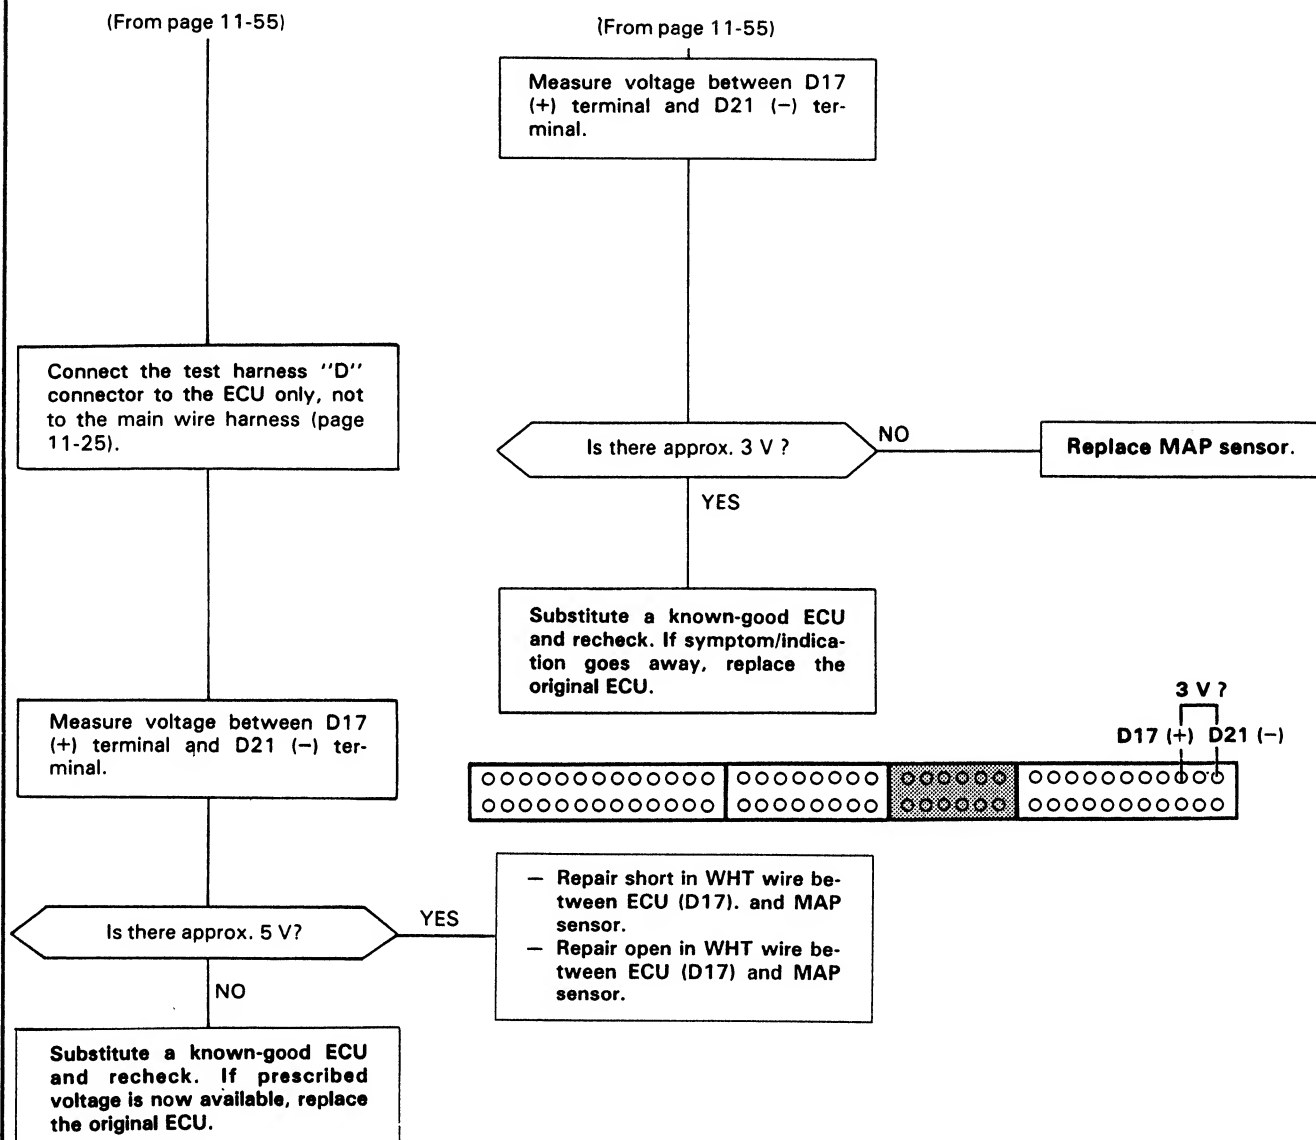 (From page 11-55)
Connect the test harness "D"
connector to the ECU only, not
to the main wire harness (page
11-25).
Measure voltage between D17
(+) terminal and D21 (−) ter-
minal.
Is there approx. 5 V?
YES
— Repair short in WHT wire be-
tween ECU (D17). and MAP
sensor.
— Repair open in WHT wire be-
tween ECU (D17) and MAP
sensor.
NO
Substitute a known-good ECU
and recheck. If prescribed
voltage is now available, replace
the original ECU.
(From page 11-55)
Measure voltage between D17
(+) terminal and D21 (−) ter-
minal.
Is there approx. 3 V ?
NO
Replace MAP sensor.
YES
Substitute a known-good ECU
and recheck. If symptom/indica-
tion goes away, replace the
original ECU.
3 V ?
D17 (+) D21 (−)